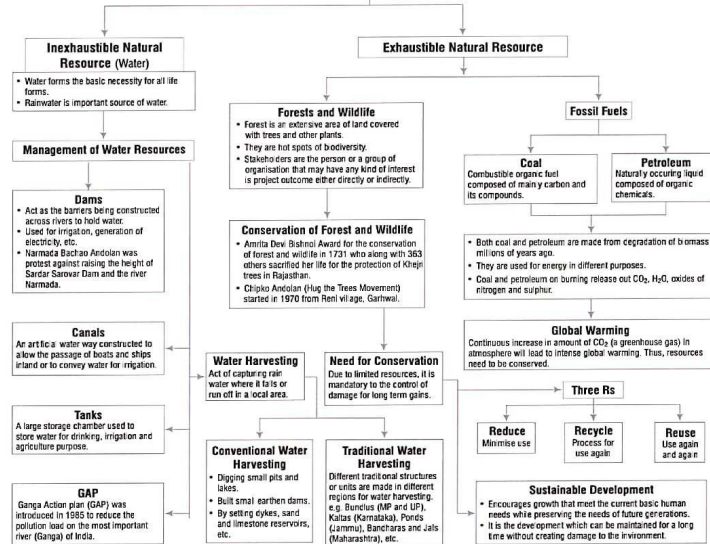 Inexhaustible Natural
Resource (Water)
• Water forms the basic necessity for all life
forms.
• Rainwater is important source of water.
Management of Water Resources
Dams
• Act as the barriers being constructed
across rivers to hold water.
• Used for irrigation, generation of
electricity, etc.
• Narmada Bachao Andolan was
protest against raising the height of
Sardar Sarovar Dam and the river
Narmada.
Canals
An artificial water way constructed to
allow the passage of boats and ships
inland or to convey water for irrigation.
Tanks
A large storage chamber used to
store water for drinking, irrigation and
agriculture purpose.
GAP
Ganga Action plan (GAP) was
introduced in 1985 to reduce the
pollution load on the most important
river (Ganga) of India.
Exhaustible Natural Resource
Forests and Wildlife
• Forest is an extensive area of land covered
with trees and other plants.
• They are hot spots of biodiversity.
• Stakeholders are the person or a group of
organisation that may have any kind of interest
is project outcome either directly or indirectly.
Conservation of Forest and Wildlife
• Amrita Devi Bishnoi Award for the conservation
of forest and wildlife in 1731 who along with 363
others sacrified her life for the protection of Khejri
trees in Rajasthan.
• Chipko Andolan (Hug the Trees Movement)
started in 1970 from Reni village, Garhwal.
Water Harvesting
Act of capturing rain
water where it falls or
run off in a local area.
Need for Conservation
Due to limited resources, it is
mandatory to the control of
damage for long term gains.
Conventional Water
Harvesting
• Digging small pits and
lakes.
• Built small earthen dams.
• By setting dykes, sand
and limestone reservoirs,
etc.
Traditional Water
Harvesting
Different traditional structures
or units are made in different
regions for water harvesting.
e.g. Bundlus (MP and UP),
Kaltas (Karnataka), Ponds
(Jammu), Bandharas and Jals
(Maharashtra), etc.
Fossil Fuels
Coal
Combustible organic fuel
composed of mainly carbon and
its compounds.
Petroleum
Naturally occuring liquid
composed of organic
chemicals.
• Both coal and petroleum are made from degradation of biomass
millions of years ago.
• They are used for energy in different purposes.
• Coal and petroleum on burning release out CO₂, H₂O, oxides of
nitrogen and sulphur.
Global Warming
Continuous increase in amount of CO₂ (a greenhouse gas) in
atmosphere will lead to intense global warming. Thus, resources
need to be conserved.
Three Rs
Reduce
Minimise use
Recycle
Process for
use again
Reuse
Use again
and again
Sustainable Development
• Encourages growth that meet the current basic human
needs while preserving the needs of future generations.
• It is the development which can be maintained for a long
time without creating damage to the invironment.